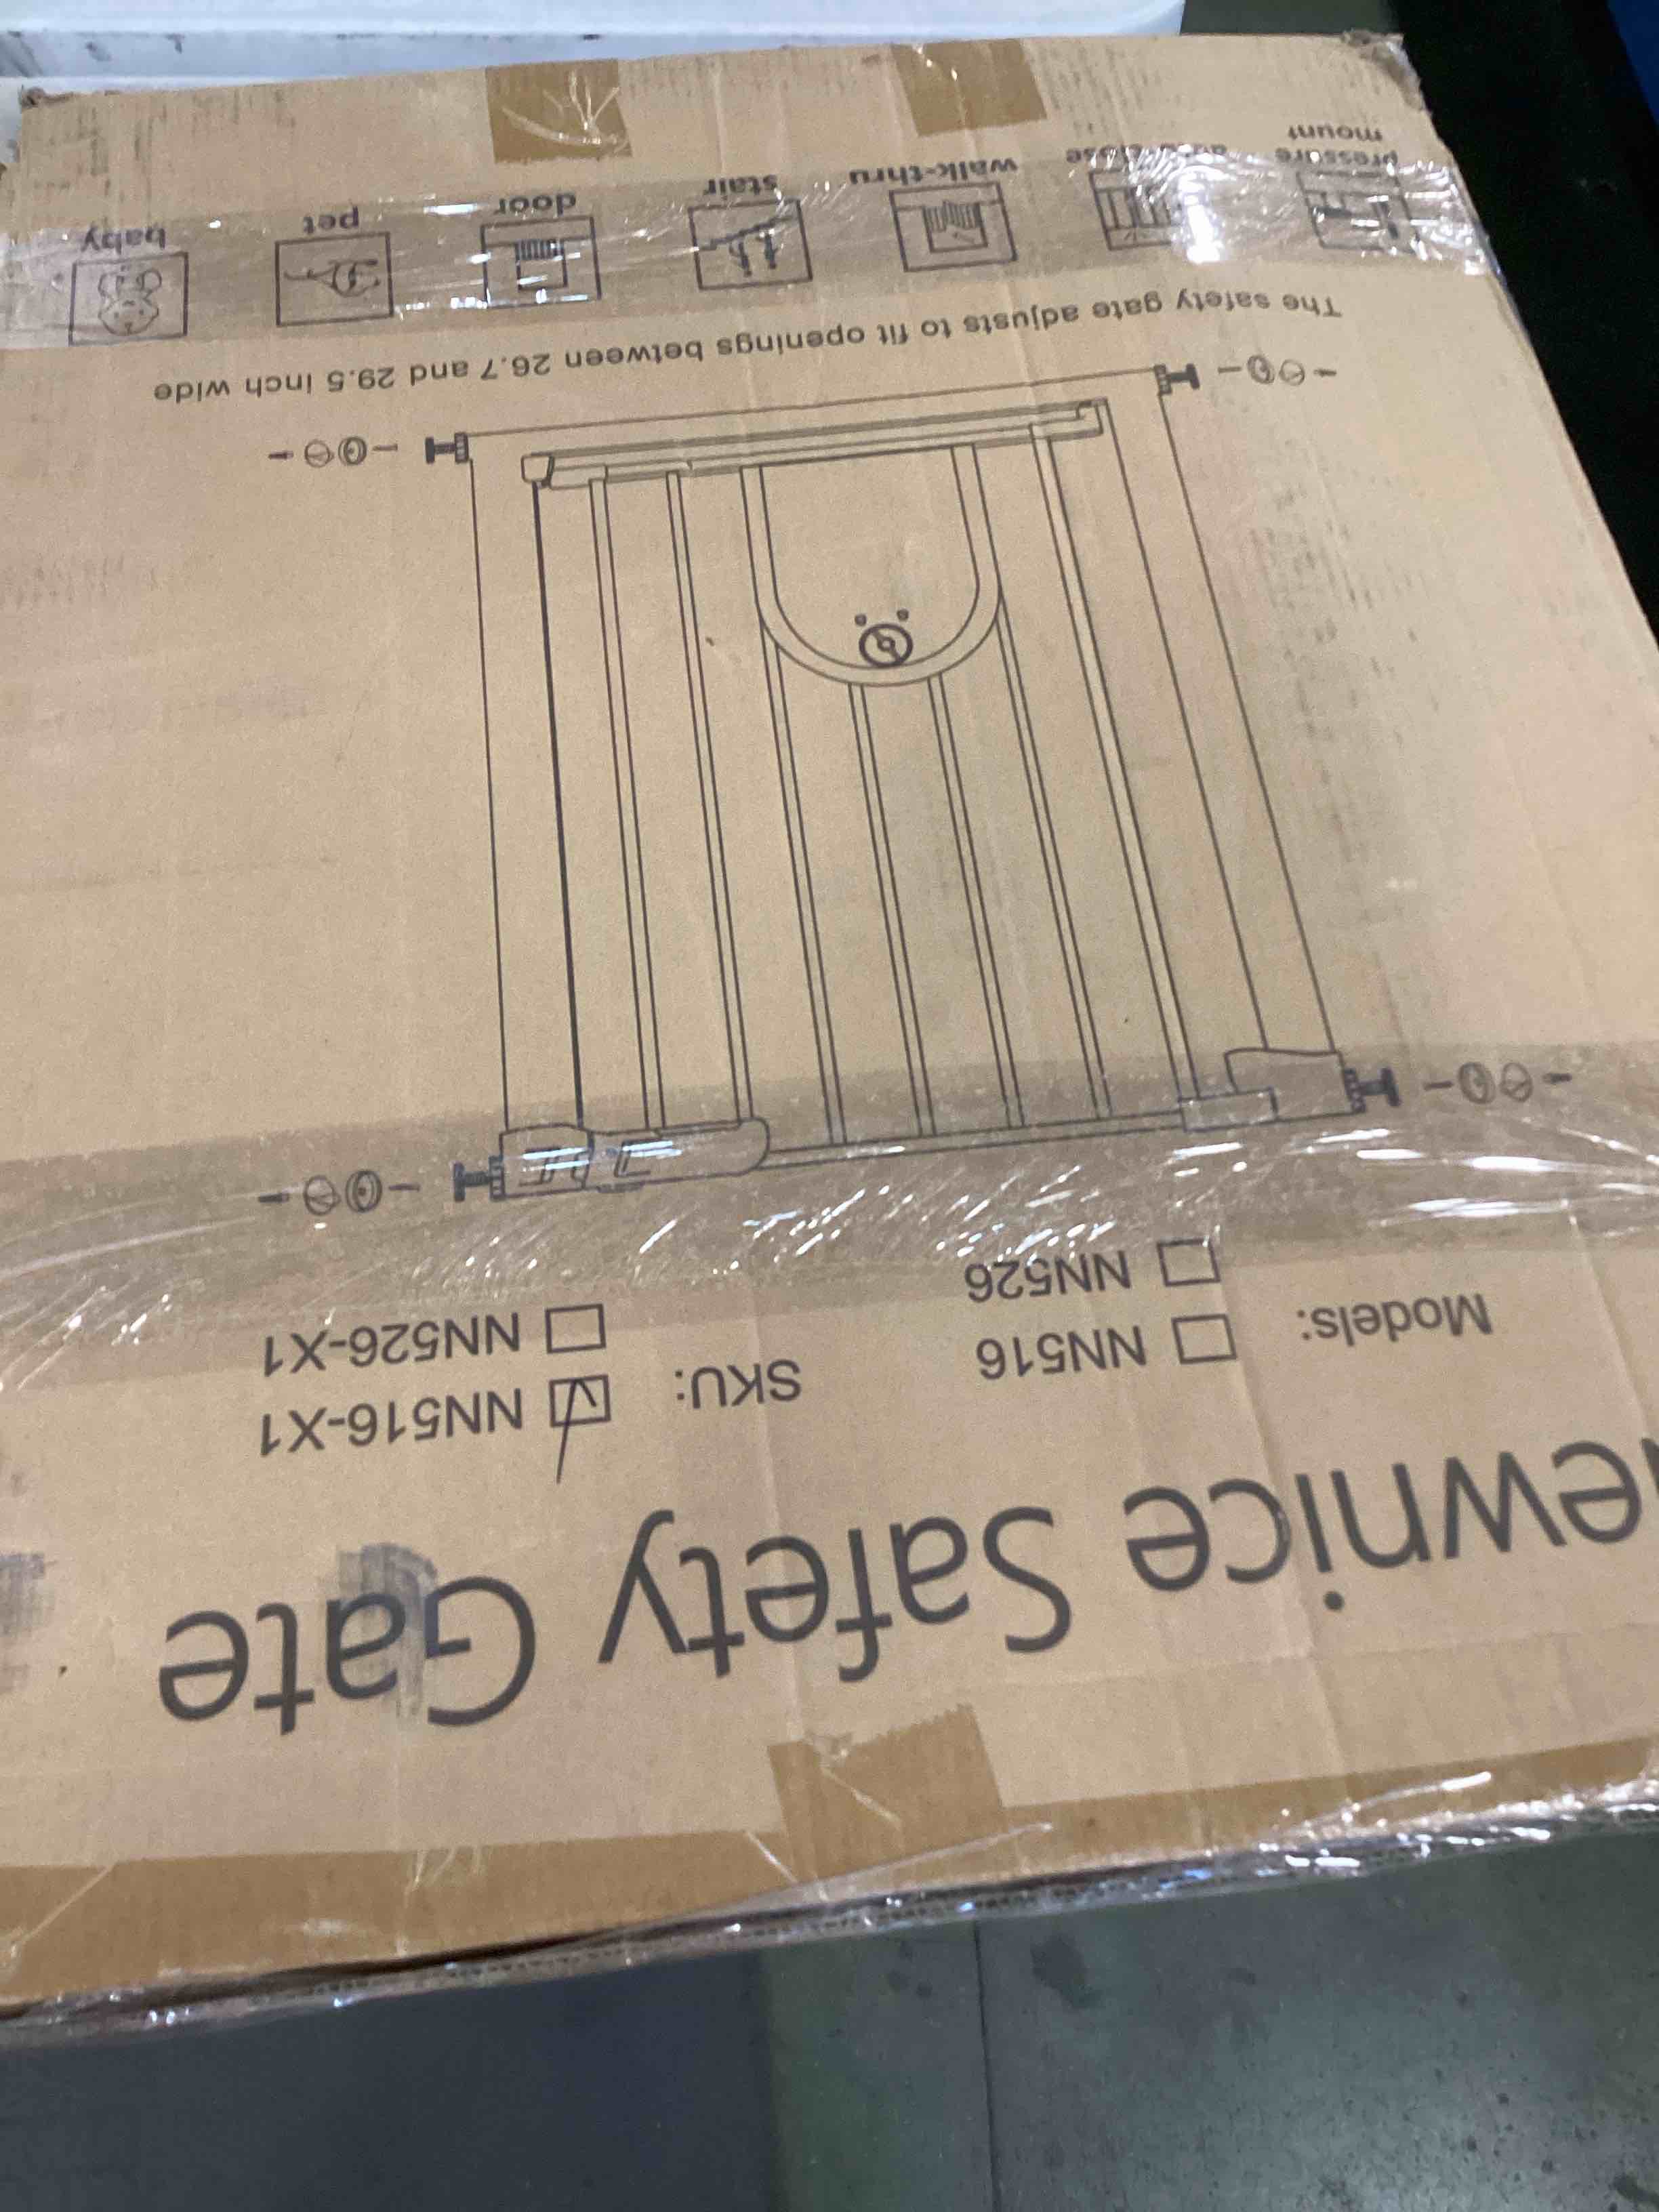 ewnice Safety Gate
Models: NN516 SKU: NN516-X1
NN526 NN526-X1
The safety gate adjusts to fit openings between 26.7 and 29.5 inch wide
pressure mount
walk-thru
stair
door
pet
baby